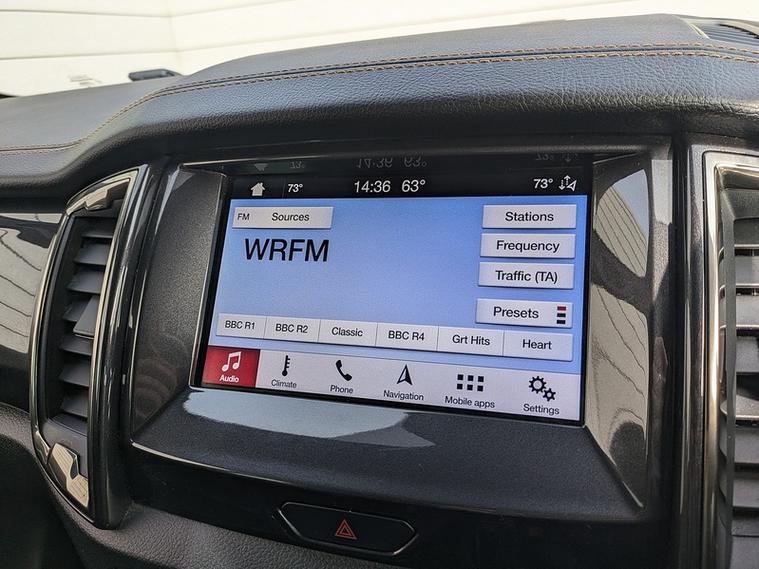 73° 14:36 63° 73°
FM Sources
Stations
WRFM
Frequency
Traffic (TA)
Presets
BBC R1 BBC R2 Classic BBC R4 Grt Hits Heart
Audio Climate Phone Navigation Mobile apps Settings